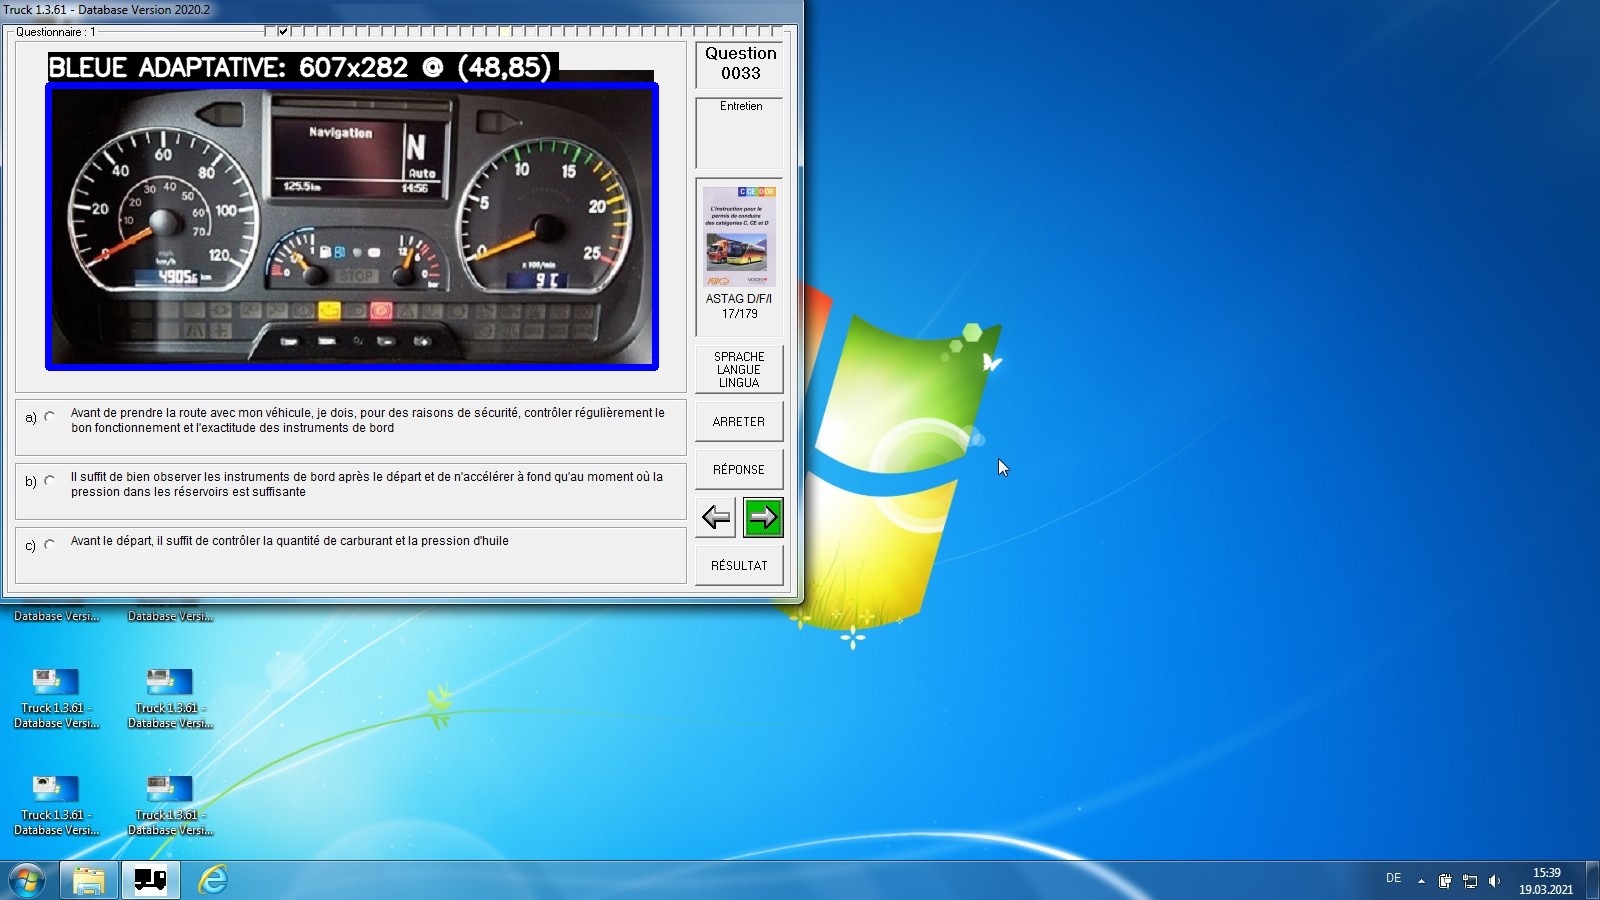 Truck 1.3.61 - Database Version 2020.2
Questionnaire : 1
BLEUE ADAPTATIVE: 607x282 @ (48,85)
Navigation
N
Auto
125.5km
14:56
20
40
60
80
100
120
10
20
30
40
50
60
70
mph
km/h
4905.6 km
0
1
STOP
12
6
0
bar
0
5
10
15
20
25
x 100/min
9°C
Question
0033
Entretien
C CE D DE
L'instruction pour le
permis de conduire
des catégories C, CE et D
ASTAG D/F/I
17/179
SPRACHE
LANGUE
LINGUA
ARRETER
RÉPONSE
RÉSULTAT
a) Avant de prendre la route avec mon véhicule, je dois, pour des raisons de sécurité, contrôler régulièrement le
bon fonctionnement et l'exactitude des instruments de bord
b) Il suffit de bien observer les instruments de bord après le départ et de n'accélérer à fond qu'au moment où la
pression dans les réservoirs est suffisante
c) Avant le départ, il suffit de contrôler la quantité de carburant et la pression d'huile
Database Versi...
Database Versi...
Truck 1.3.61 -
Database Versi...
Truck 1.3.61 -
Database Versi...
Truck 1.3.61 -
Database Versi...
Truck 1.3.61 -
Database Versi...
DE
15:39
19.03.2021